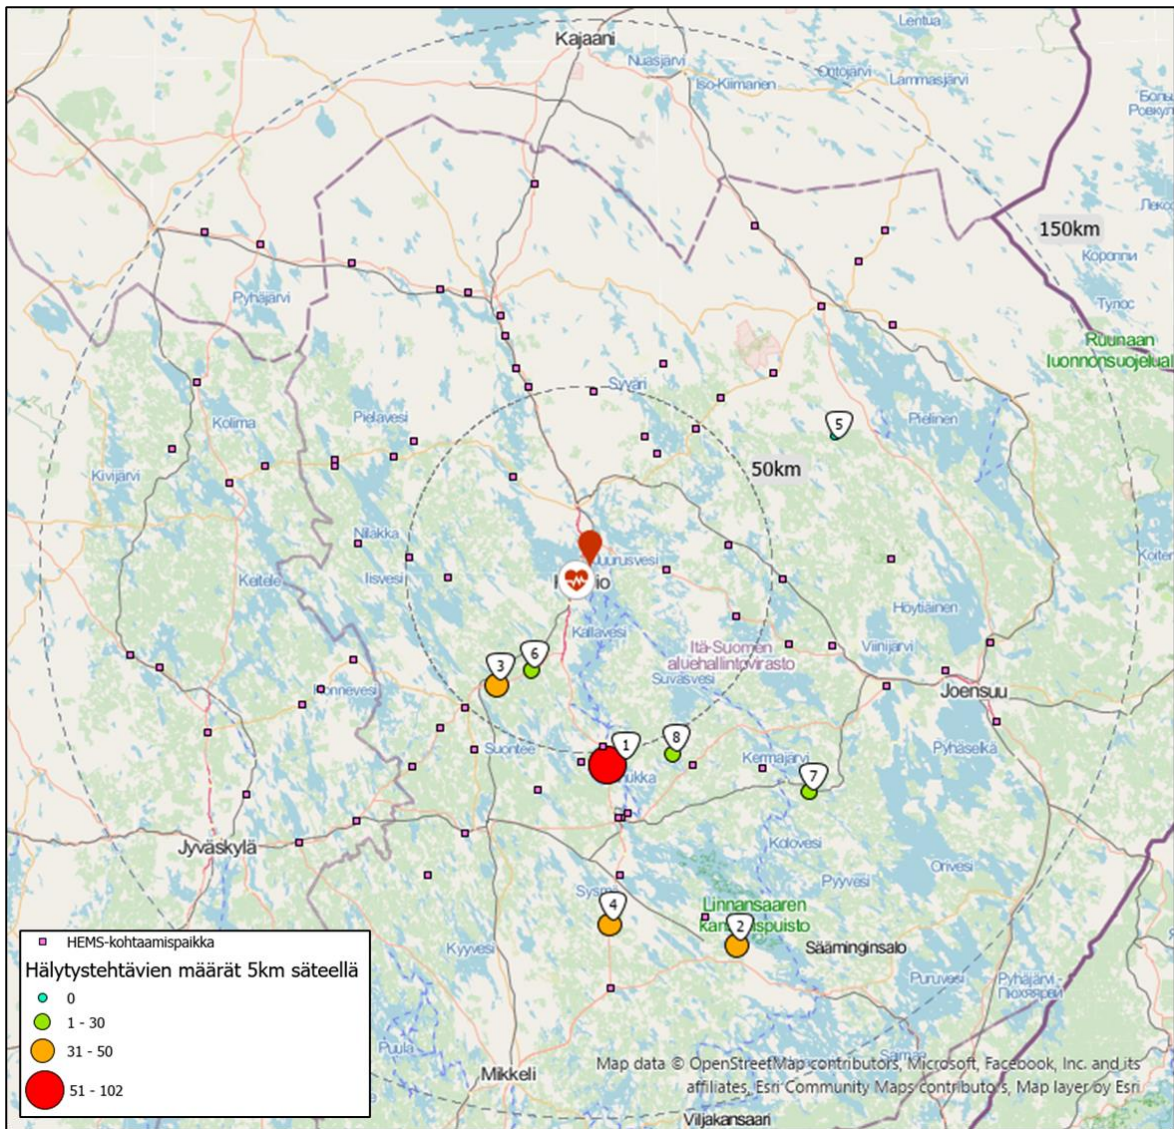 Kajaani
Lentua
Nuasjärvi
Ontojärvi
Iso-Kiimanen
Lammasjärvi
150km
Короппи
Тулос
Pyhäjärvi
Ruunaan
luonnonsuojelual
Syväri
Pielavesi
Kolima
Pielinen
5
Kivijärvi
50km
Nilakka
Iisvesi
Keitele
Höytiäinen
Kallavesi
Itä-Suomen
aluehallintovirasto
Viinijärvi
6
3
Suvasvesi
Joensuu
Pyhäselkä
Suontee
1
8
Kermajärvi
7
Jyväskylä
Kolovesi
Orivesi
Pyyvesi
4
Linnansaaren
2
Kyyvesi
Sääminginsalo
Puruvesi
Pyhäjärvi -
HEMS-kohtaamispaikka
Hälytystehtävien määrät 5km säteellä
0
1 - 30
31 - 50
51 - 102
Puula
Mikkeli
Map data © OpenStreetMap contributors, Microsoft, Facebook, Inc. and its
affiliates, Esri Community Maps contributors, Map layer by Esri
Viljakansaari